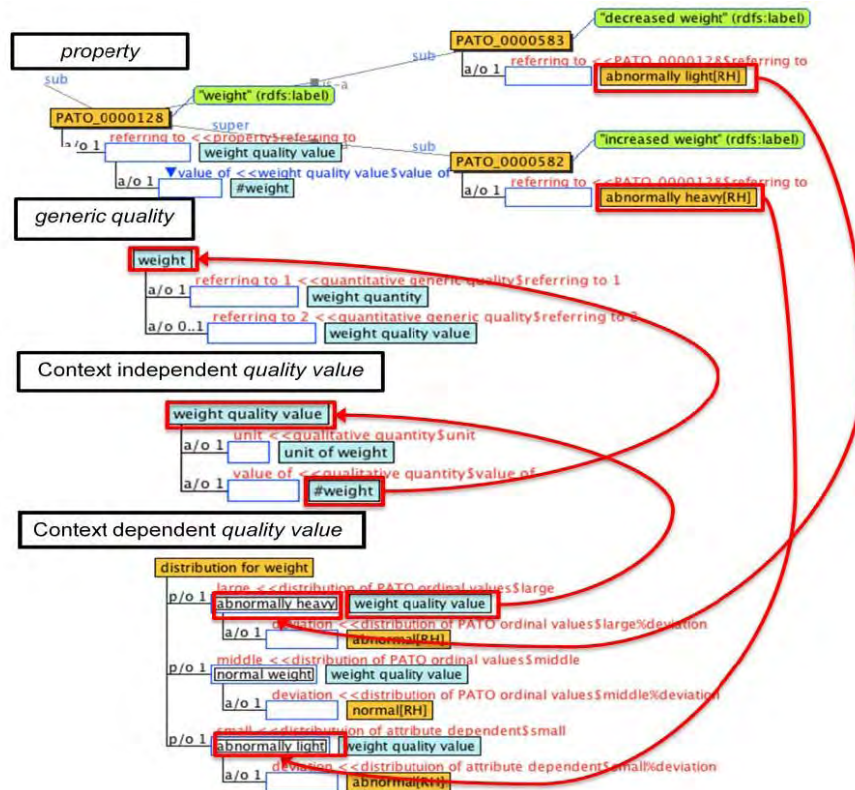 "decreased weight" (rdfs:label)
property
PATO_0000583
sub
is-a
sub
referring to <<PATO_0000128$referring to
a/o 1
abnormally light[RH]
"weight" (rdfs:label)
PATO_0000128
super
sub
"increased weight" (rdfs:label)
a/o 1
referring to <<property$referring to
weight quality value
PATO_0000582
a/o 1
value of <<weight quality value$value of
#weight
referring to <<PATO_0000128$referring to
a/o 1
abnormally heavy[RH]
generic quality
weight
referring to 1 <<quantitative generic quality$referring to 1
a/o 1
weight quantity
referring to 2 <<quantitative generic quality$referring to 2
a/o 0..1
weight quality value
Context independent quality value
weight quality value
unit <<qualitative quantity$unit
a/o 1
unit of weight
value of <<qualitative quantity$value of
a/o 1
#weight
Context dependent quality value
distribution for weight
large <<distribution of PATO ordinal values$large
p/o 1
abnormally heavy
weight quality value
deviation <<distribution of PATO ordinal values$large%deviation
a/o 1
abnormal[RH]
middle <<distribution of PATO ordinal values$middle
p/o 1
normal weight
weight quality value
deviation <<distribution of PATO ordinal values$middle%deviation
a/o 1
normal[RH]
small <<distributuion of attribute dependent$small
p/o 1
abnormally light
weight quality value
deviation <<distributuion of attribute dependent$small%deviation
a/o 1
abnormal[RH]